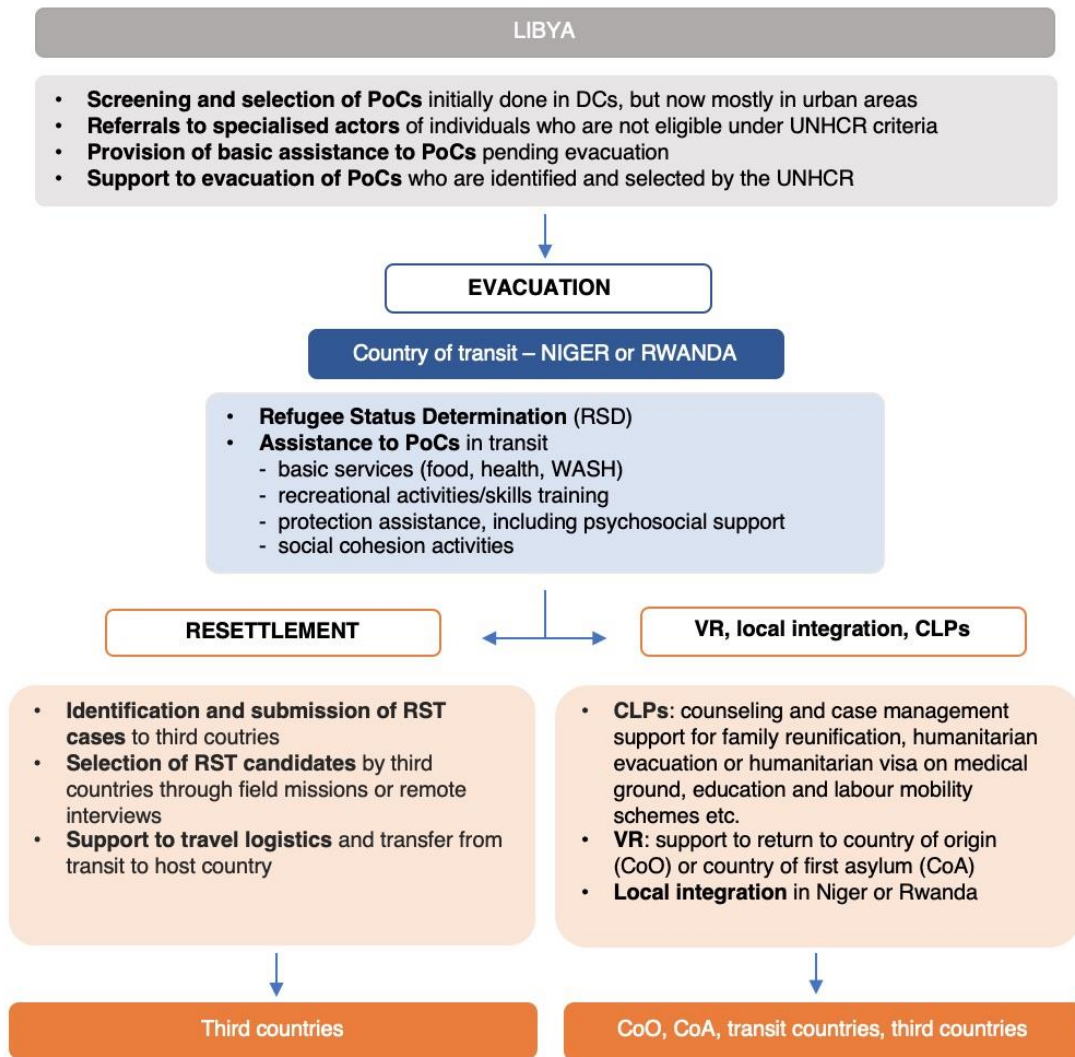 LIBYA
• Screening and selection of PoCs initially done in DCs, but now mostly in urban areas
• Referrals to specialised actors of individuals who are not eligible under UNHCR criteria
• Provision of basic assistance to PoCs pending evacuation
• Support to evacuation of PoCs who are identified and selected by the UNHCR
EVACUATION
Country of transit – NIGER or RWANDA
• Refugee Status Determination (RSD)
• Assistance to PoCs in transit
- basic services (food, health, WASH)
- recreational activities/skills training
- protection assistance, including psychosocial support
- social cohesion activities
RESETTLEMENT
• Identification and submission of RST
cases to third coutries
• Selection of RST candidates by third
countries through field missions or remote
interviews
• Support to travel logistics and transfer from
transit to host country
Third countries
VR, local integration, CLPs
• CLPs: counseling and case management
support for family reunification, humanitarian
evacuation or humanitarian visa on medical
ground, education and labour mobility
schemes etc.
• VR: support to return to country of origin
(CoO) or country of first asylum (CoA)
• Local integration in Niger or Rwanda
CoO, CoA, transit countries, third countries